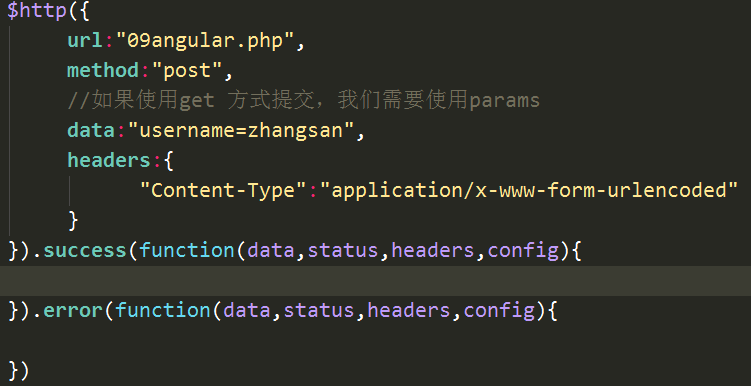 $http({
url:"09angular.php",
method:"post",
//如果使用get 方式提交，我们需要使用params
data:"username=zhangsan",
headers:{
"Content-Type":"application/x-www-form-urlencoded"
}
}).success(function(data,status,headers,config){
}).error(function(data,status,headers,config){
})